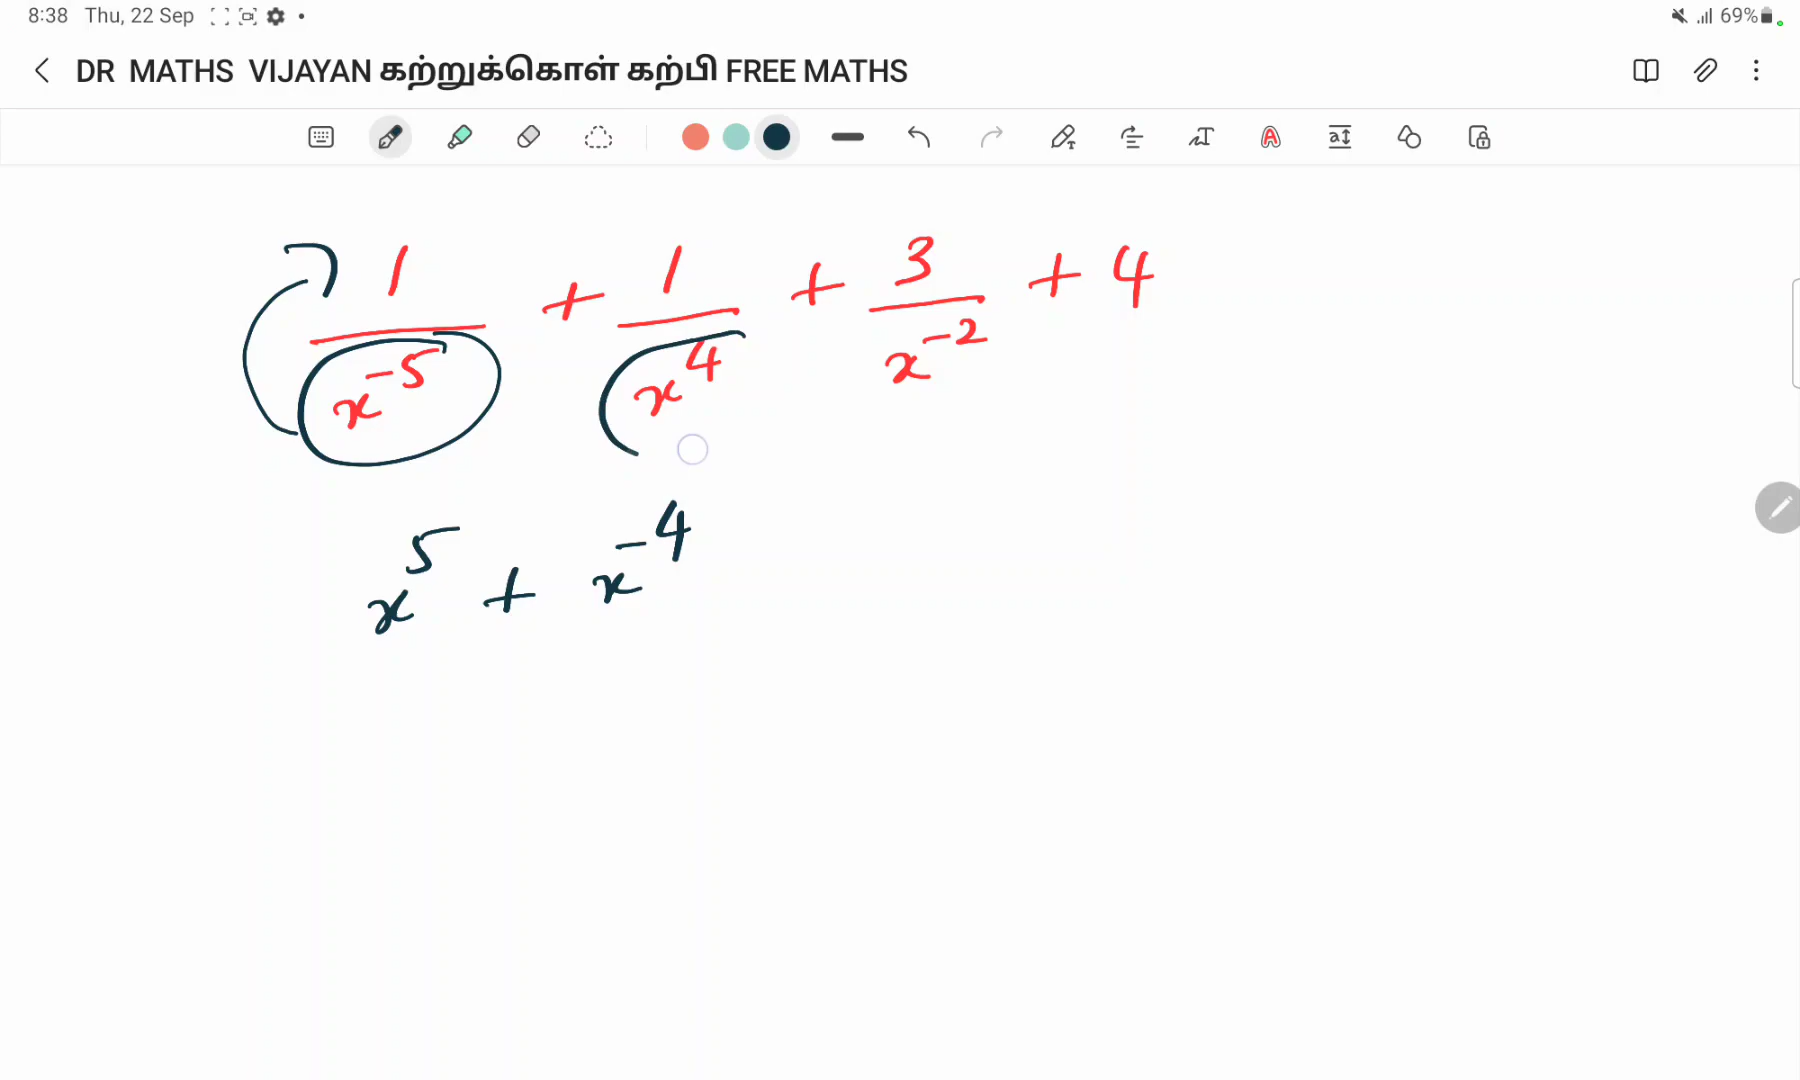 8:38 Thu, 22 Sep 69%
DR MATHS VIJAYAN கற்றுக்கொள் கற்பி FREE MATHS
1/x^-5 + 1/x^4 + 3/x^-2 + 4
x^5 + x^-4